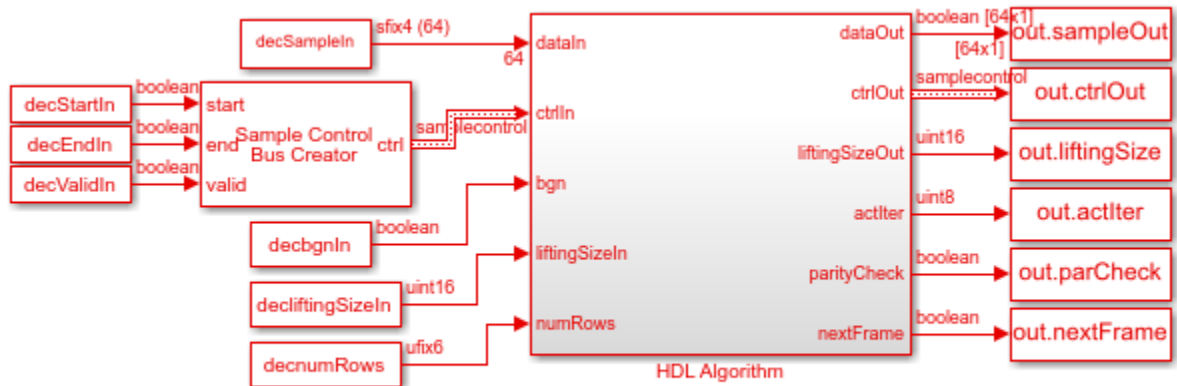 decSampleIn
sfix4 (64)
64
dataIn
decStartIn
boolean
start
decEndIn
boolean
end
decValidIn
boolean
valid
Sample Control
Bus Creator
ctrl
samplecontrol
ctrlIn
decbgnIn
boolean
bgn
decliftingSizeIn
uint16
liftingSizeIn
decnumRows
ufix6
numRows
HDL Algorithm
dataOut
boolean [64x1]
[64x1]
out.sampleOut
ctrlOut
samplecontrol
out.ctrlOut
liftingSizeOut
uint16
out.liftingSize
actIter
uint8
out.actIter
parityCheck
boolean
out.parCheck
nextFrame
boolean
out.nextFrame